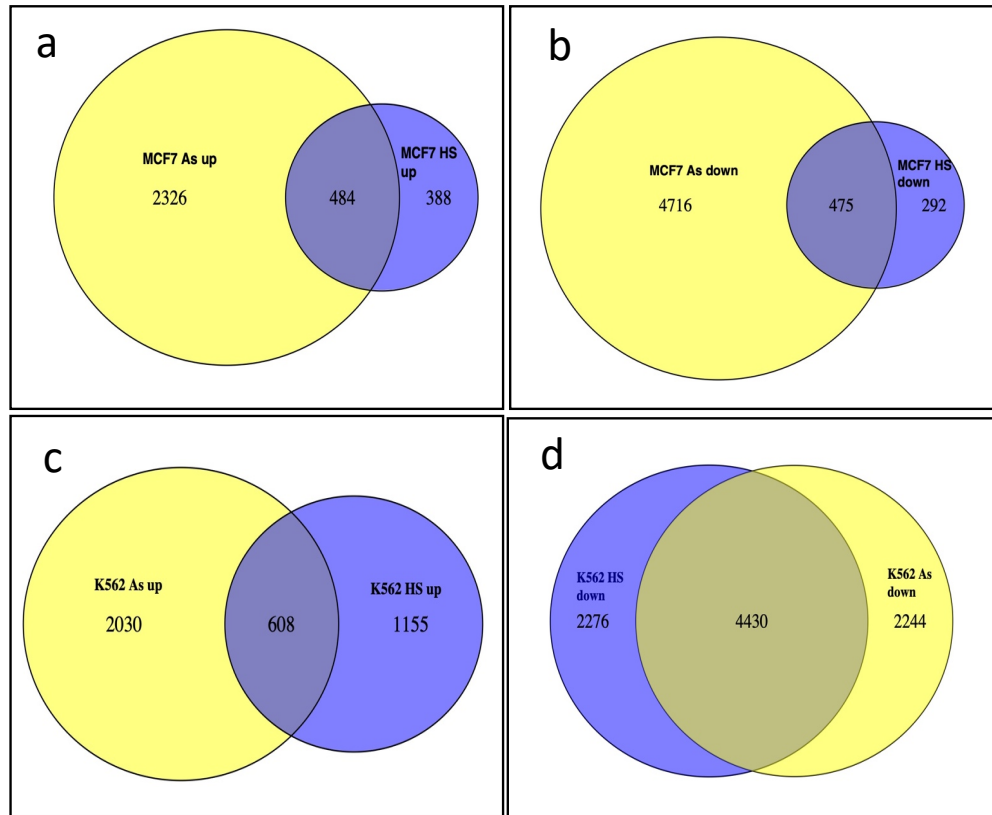 a
MCF7 As up
2326
484
MCF7 HS
up
388
b
MCF7 As down
4716
475
MCF7 HS
down
292
c
K562 As up
2030
608
K562 HS up
1155
d
K562 HS
down
2276
4430
K562 As
down
2244